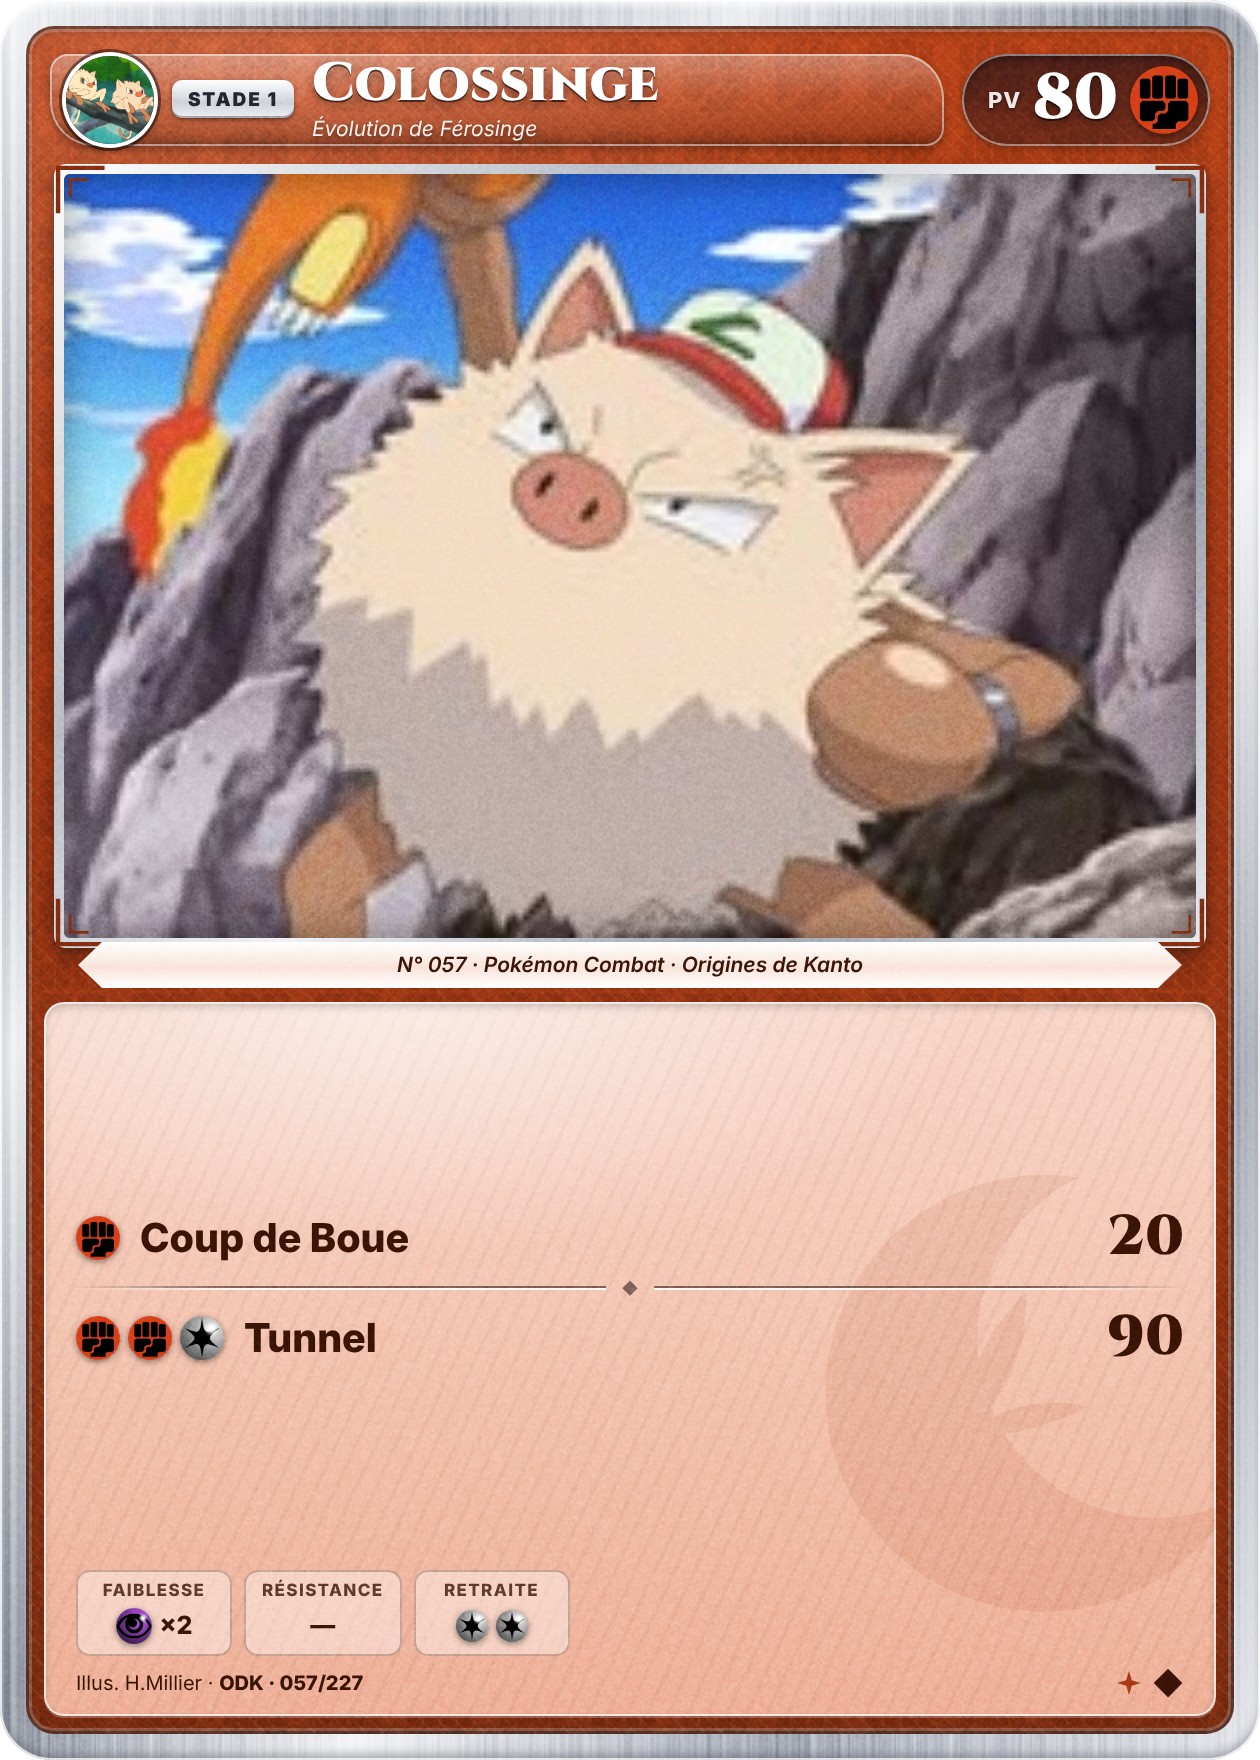 STADE 1
COLOSSINGE
Évolution de Férosinge
PV 80
N° 057 · Pokémon Combat · Origines de Kanto
Coup de Boue 20
Tunnel 90
FAIBLESSE
×2
RÉSISTANCE
—
RETRAITE
Illus. H.Millier · ODK · 057/227